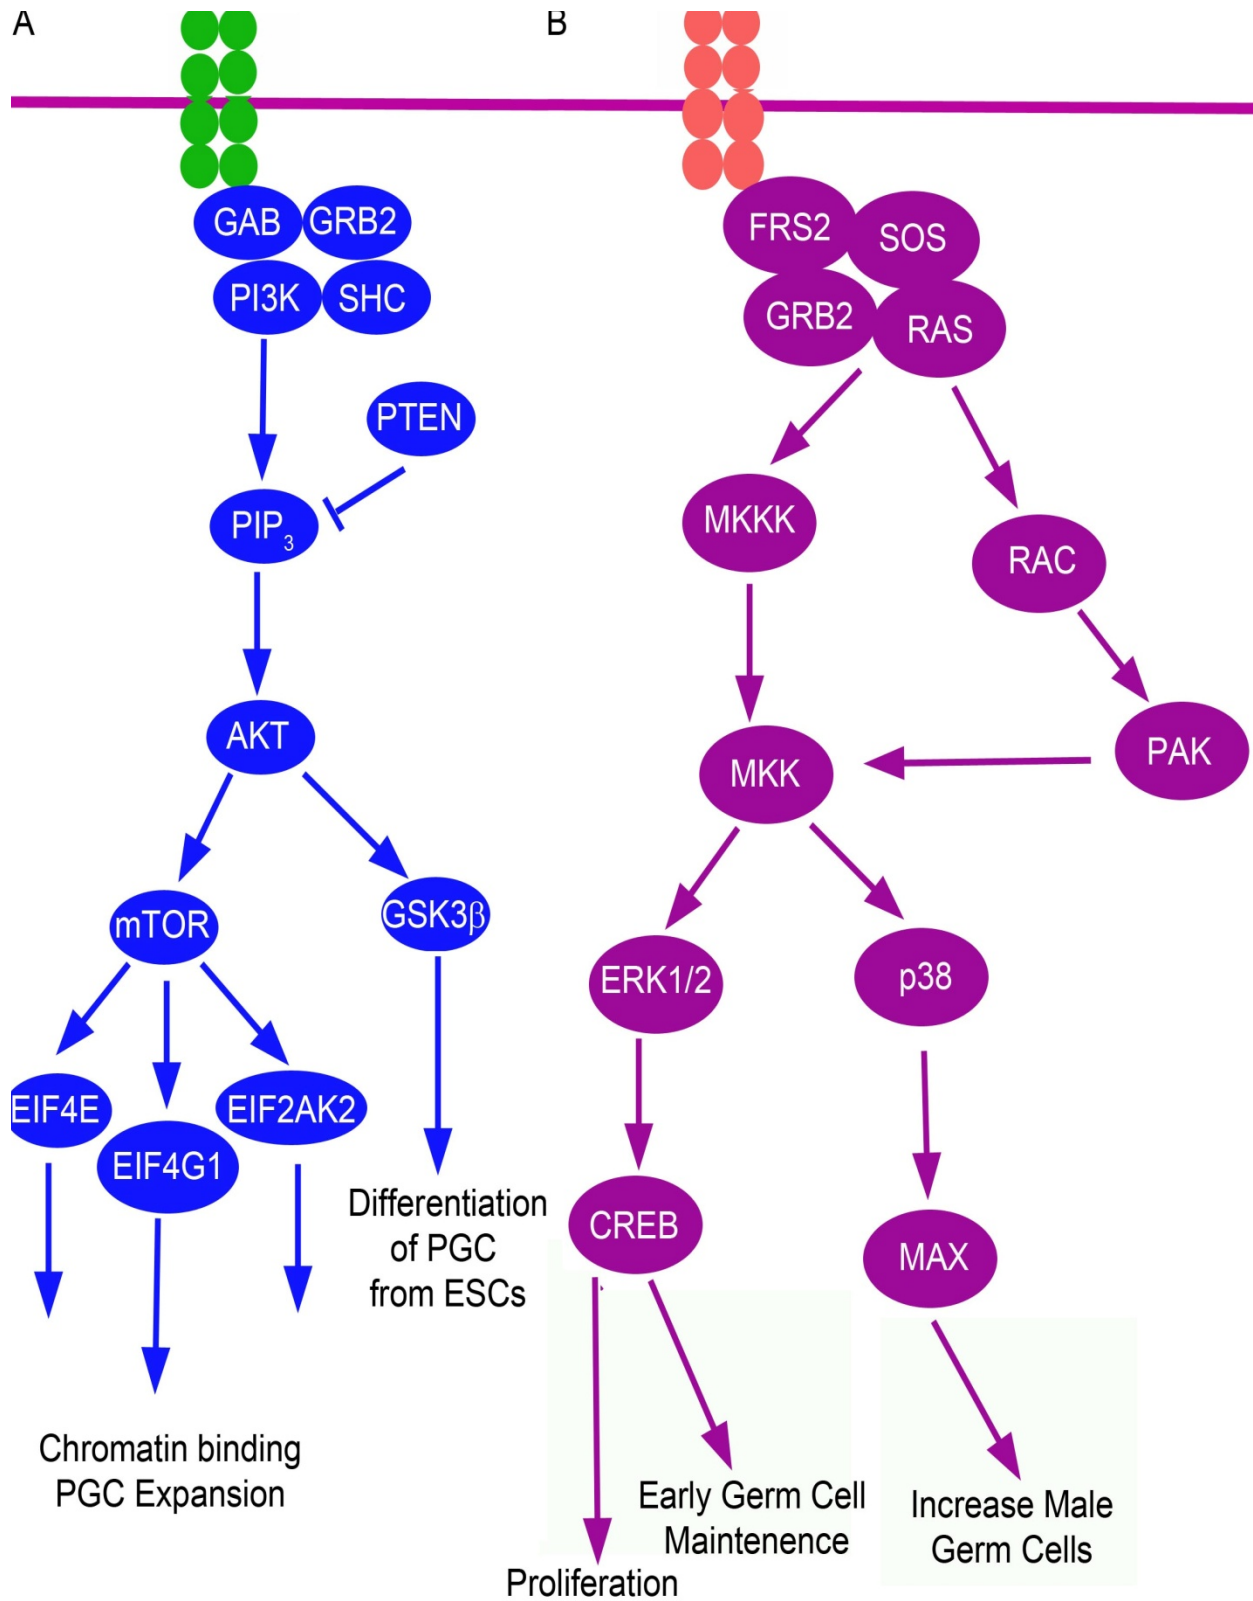 A
B
GAB
GRB2
PI3K
SHC
PTEN
PIP3
AKT
mTOR
GSK3β
EIF4E
EIF4G1
EIF2AK2
Differentiation
of PGC
from ESCs
Chromatin binding
PGC Expansion
FRS2
SOS
GRB2
RAS
MKKK
RAC
PAK
MKK
ERK1/2
p38
CREB
MAX
Early Germ Cell
Maintenence
Proliferation
Increase Male
Germ Cells